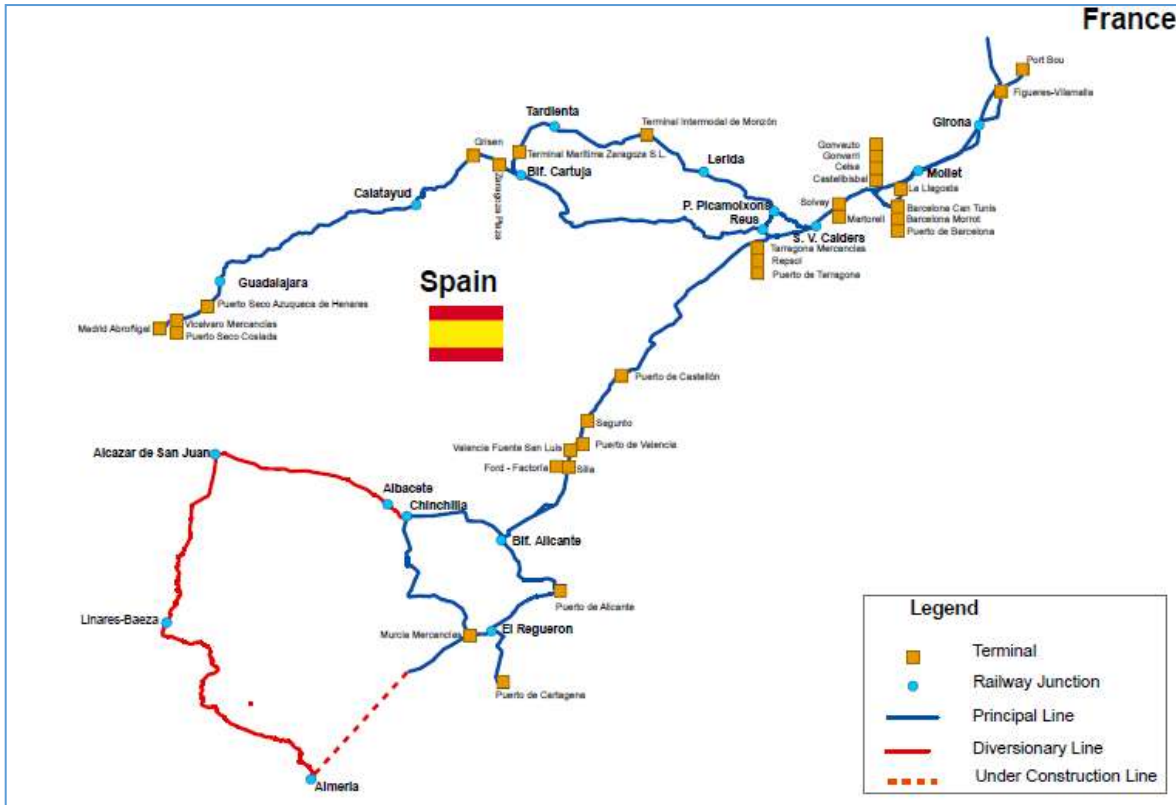 France
Port Bou
Figueres-Vilamalla
Girona
Tardienta
Terminal Intermodal de Monzón
Grisen
Terminal Marítima Zaragoza S.L.
Lerida
Gonvauto
Gonvarri
Celsa
Castellbisbal
Mollet
La Llagosta
Bif. Cartuja
Zaragoza Plaza
Calatayud
P. Picamoixons
Reus
Solvay
Martorell
Barcelona Can Tunis
Barcelona Morrot
Puerto de Barcelona
S. V. Calders
Tarragona Mercancías
Repsol
Puerto de Tarragona
Guadalajara
Spain
Puerto Seco Azuqueca de Henares
Madrid Abroñigal
Vicalvaro Mercancías
Puerto Seco Coslada
Puerto de Castellón
Sagunto
Valencia Fuente San Luis
Puerto de Valencia
Ford - Factoría
Silla
Alcazar de San Juan
Albacete
Chinchilla
Bif. Alicante
Puerto de Alicante
Linares-Baeza
Murcia Mercancías
El Regueron
Puerto de Cartagena
Almeria
Legend
Terminal
Railway Junction
Principal Line
Diversionary Line
Under Construction Line